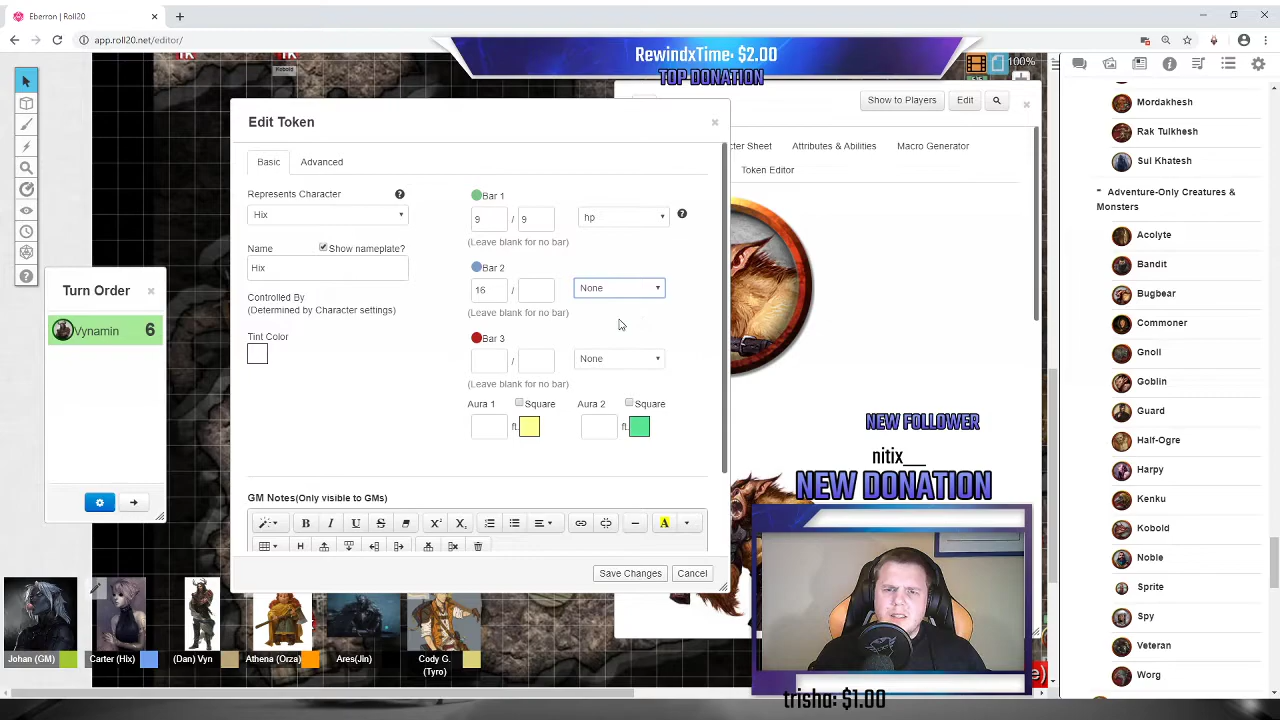 Eberron | Roll20
app.roll20.net/editor/
RewindxTime: $2.00
TOP DONATION
100%
Kobold
Show to Players
Edit
Edit Token
Basic
Advanced
cter Sheet
Attributes & Abilities
Macro Generator
Token Editor
Represents Character
Hix
Name
Show nameplate?
Hix
Controlled By
(Determined by Character settings)
Tint Color
Bar 1
9 / 9
hp
(Leave blank for no bar)
Bar 2
16 /
None
(Leave blank for no bar)
Bar 3
/
None
(Leave blank for no bar)
Aura 1
Square
Aura 2
Square
ft.
ft.
GM Notes(Only visible to GMs)
Save Changes
Cancel
Turn Order
Vynamin 6
NEW FOLLOWER
nitix__
NEW DONATION
trisha: $1.00
Johan (GM)
Carter (Hix)
(Dan) Vyn
Athena (Orza)
Ares(Jin)
Cody G.
(Tyro)
Mordakhesh
Rak Tulkhesh
Sul Khatesh
Adventure-Only Creatures &
Monsters
Acolyte
Bandit
Bugbear
Commoner
Gnoll
Goblin
Guard
Half-Ogre
Harpy
Kenku
Kobold
Noble
Sprite
Spy
Veteran
Worg